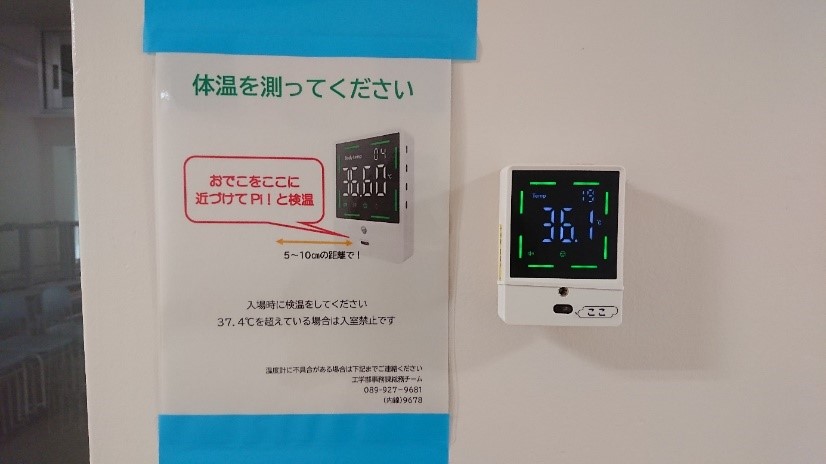 体温を測ってください
おでこをここに
近づけてPi！と検温
04
36.60
℃
5～10㎝の距離で！
入場時に検温をしてください
37.4℃を超えている場合は入室禁止です
温度計に不具合がある場合は下記までご連絡ください
工学部事務課総務チーム
089-927-9681
(内線)9678
Temp
19
36.1
℃
ここ